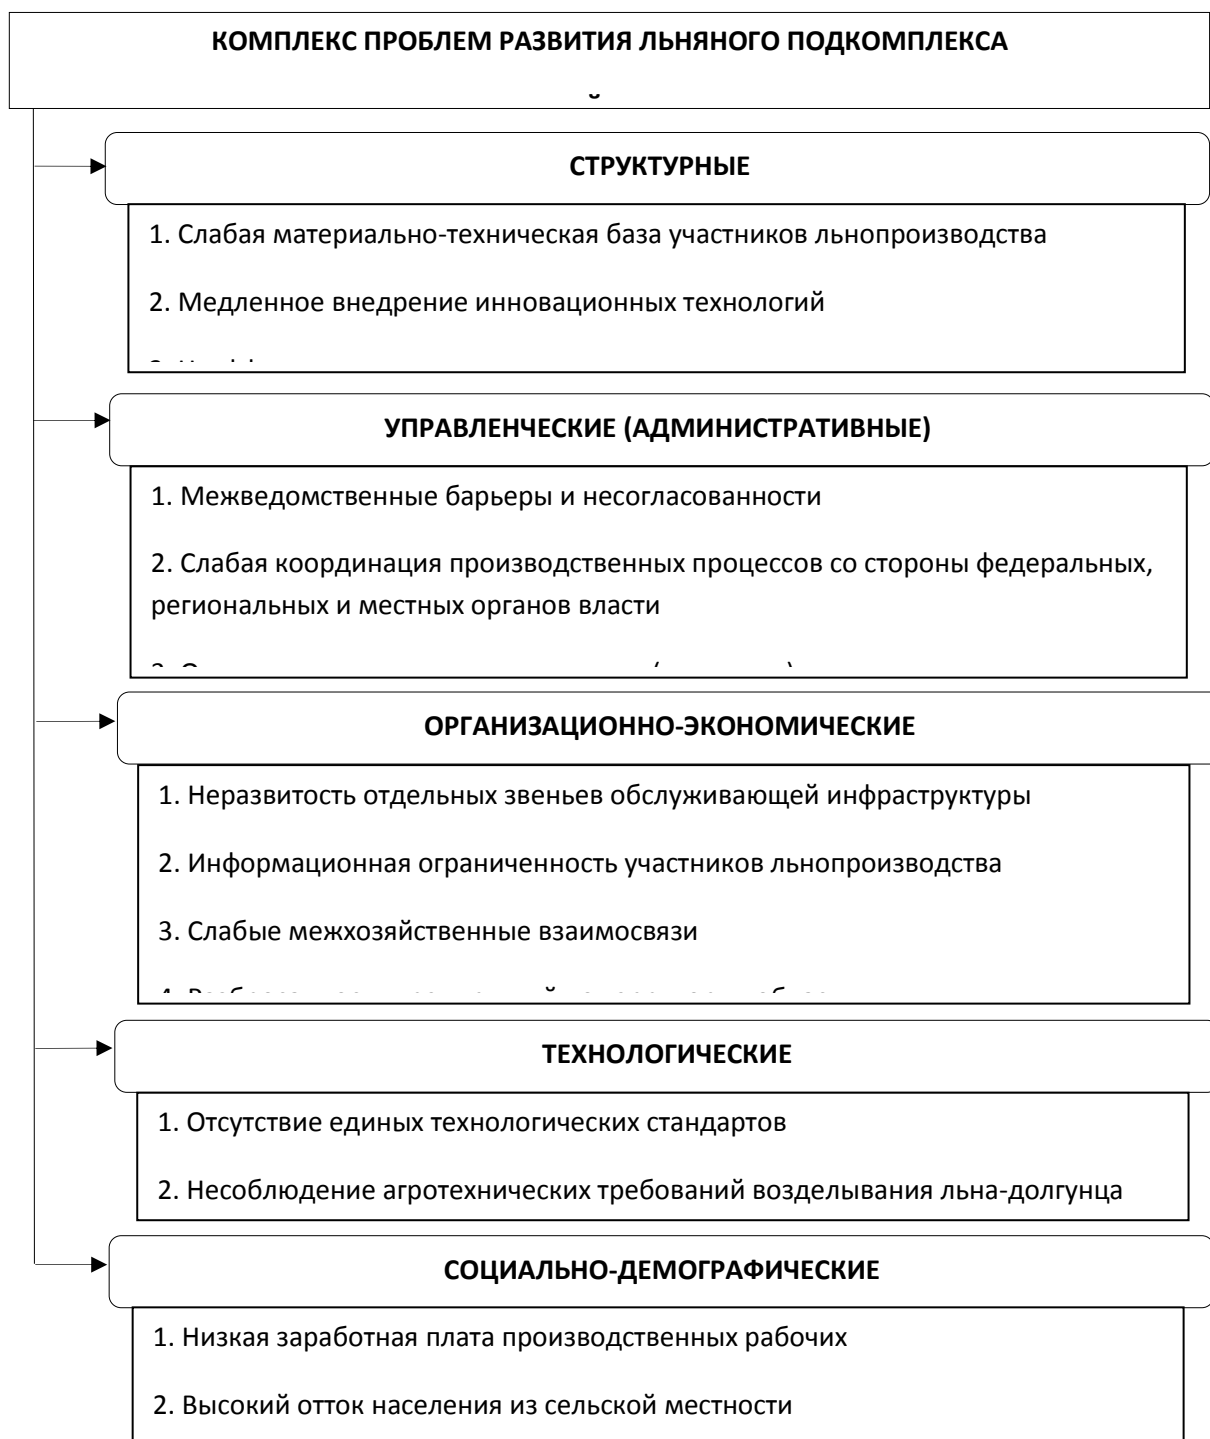 КОМПЛЕКС ПРОБЛЕМ РАЗВИТИЯ ЛЬНЯНОГО ПОДКОМПЛЕКСА
СТРУКТУРНЫЕ
1. Слабая материально-техническая база участников льнопроизводства
2. Медленное внедрение инновационных технологий
УПРАВЛЕНЧЕСКИЕ (АДМИНИСТРАТИВНЫЕ)
1. Межведомственные барьеры и несогласованности
2. Слабая координация производственных процессов со стороны федеральных,
региональных и местных органов власти
ОРГАНИЗАЦИОННО-ЭКОНОМИЧЕСКИЕ
1. Неразвитость отдельных звеньев обслуживающей инфраструктуры
2. Информационная ограниченность участников льнопроизводства
3. Слабые межхозяйственные взаимосвязи
ТЕХНОЛОГИЧЕСКИЕ
1. Отсутствие единых технологических стандартов
2. Несоблюдение агротехнических требований возделывания льна-долгунца
СОЦИАЛЬНО-ДЕМОГРАФИЧЕСКИЕ
1. Низкая заработная плата производственных рабочих
2. Высокий отток населения из сельской местности